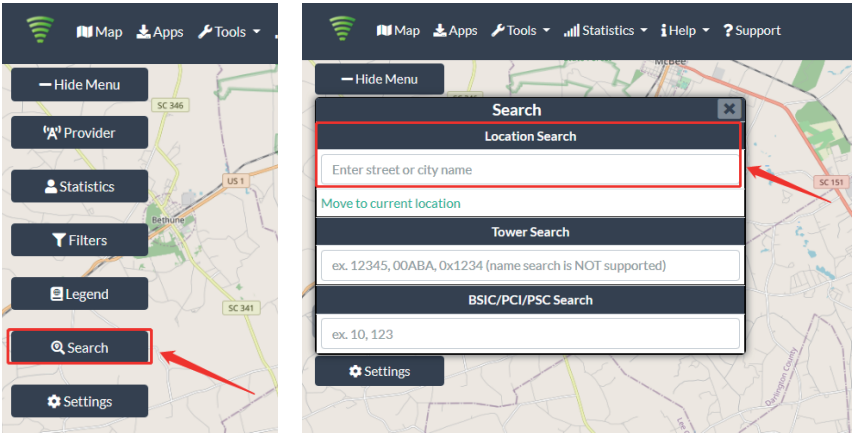 Map Apps Tools
Hide Menu
SC 346
Provider
Statistics
US 1
Bethune
Filters
Legend
SC 341
Search
Settings
Map Apps Tools Statistics Help ? Support
McBee
Hide Menu
Search
Location Search
Enter street or city name
SC 151
Move to current location
Tower Search
ex. 12345, 00ABA, 0x1234 (name search is NOT supported)
BSIC/PCI/PSC Search
ex. 10, 123
Settings
Darlington County